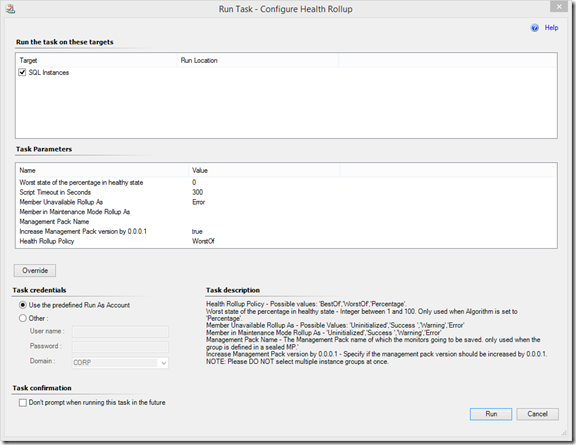 Run Task - Configure Health Rollup
Help
Run the task on these targets
Target Run Location
SQL Instances
Task Parameters
Name Value
Worst state of the percentage in healthy state 0
Script Timeout in Seconds 300
Member Unavailable Rollup As Error
Member in Maintenance Mode Rollup As
Management Pack Name
Increase Management Pack version by 0.0.0.1 true
Health Rollup Policy WorstOf
Override
Task credentials
Use the predefined Run As Account
Other :
User name :
Password :
Domain : CORP
Task description
Health Rollup Policy - Possible values: 'BestOf','WorstOf','Percentage'.
Worst state of the percentage in healthy state - Integer between 1 and 100. Only used when Algorithm is set to
'Percentage'.
Member Unavailable Rollup As - Possible Values: 'Uninitialized','Success ','Warning','Error'
Member in Maintenance Mode Rollup As - 'Uninitialized','Success ','Warning','Error'
Management Pack Name - The Management Pack name of which the monitors going to be saved. only used when the
group is defined in a sealed MP.'
Increase Management Pack version by 0.0.0.1 - Specify if the management pack version should be increased by 0.0.0.1.
NOTE: Please DO NOT select multiple instance groups at once.
Task confirmation
Don't prompt when running this task in the future
Run
Cancel